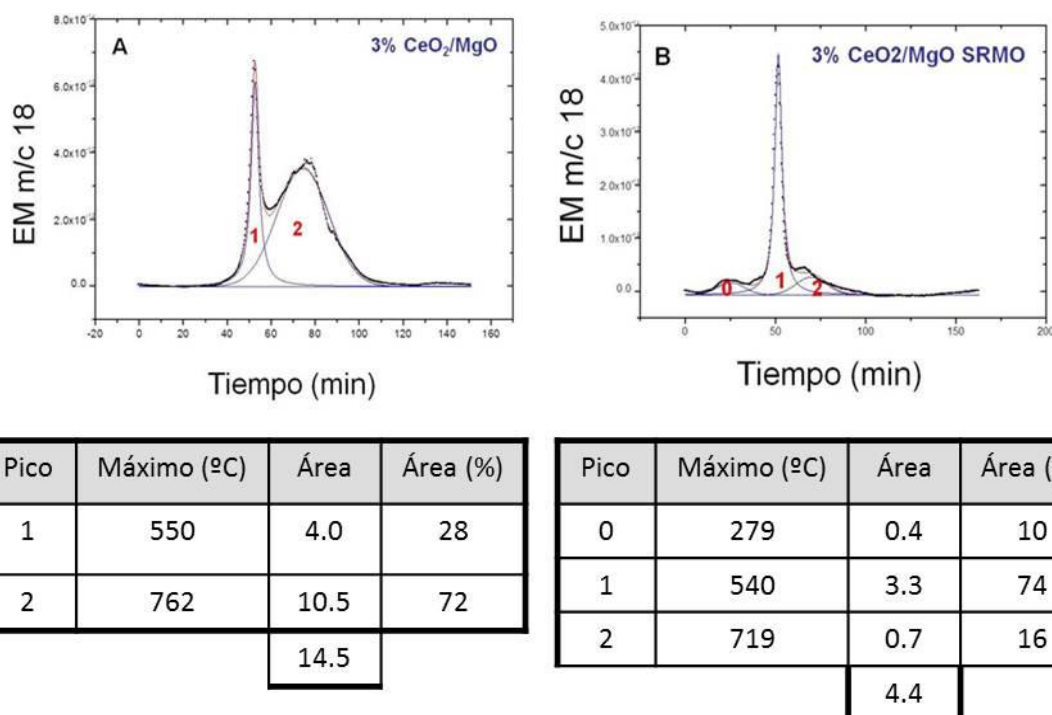 A
3% CeO₂/MgO
8.0x10
6.0x10
4.0x10
2.0x10
0.0
EM m/c 18
1
2
-20 0 20 40 60 80 100 120 140 160
Tiempo (min)
B
3% CeO2/MgO SRMO
5.0x10
4.0x10
3.0x10
2.0x10
1.0x10
0.0
EM m/c 18
0
1
2
0 50 100 150 200
Tiempo (min)
Pico Máximo (ºC) Área Área (%)
1 550 4.0 28
2 762 10.5 72
14.5
Pico Máximo (ºC) Área Área (
0 279 0.4 10
1 540 3.3 74
2 719 0.7 16
4.4